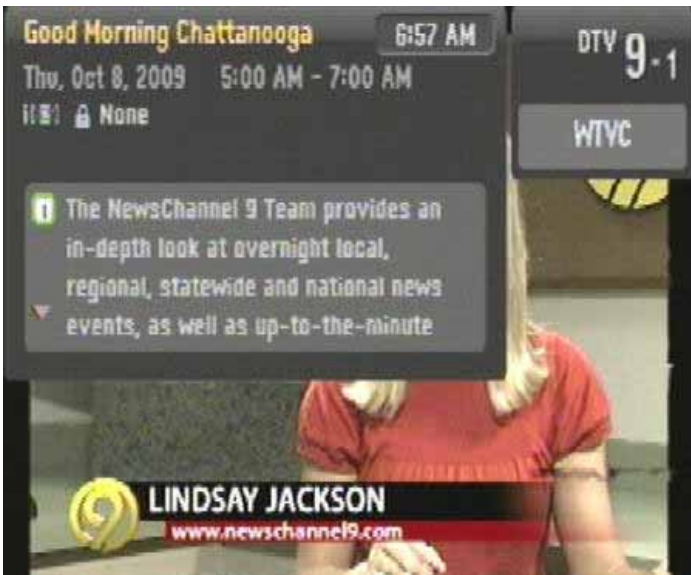 Good Morning Chattanooga 6:57 AM
DTV 9-1
Thu, Oct 8, 2009 5:00 AM - 7:00 AM
None
WTVC
i The NewsChannel 9 Team provides an
in-depth look at overnight local,
regional, statewide and national news
events, as well as up-to-the-minute
9 LINDSAY JACKSON
www.newschannel9.com